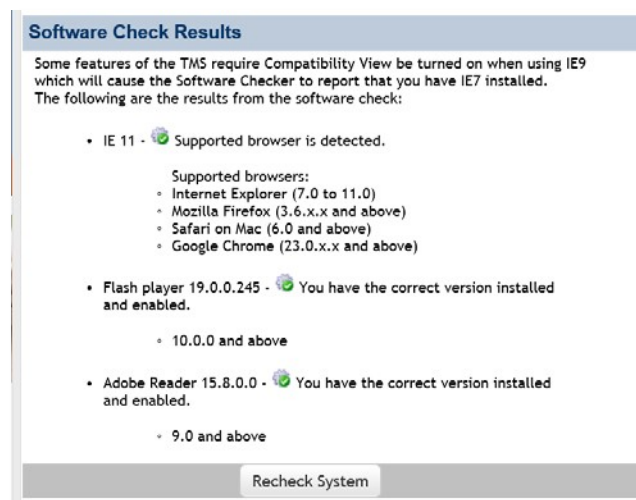 Software Check Results
Some features of the TMS require Compatibility View be turned on when using IE9
which will cause the Software Checker to report that you have IE7 installed.
The following are the results from the software check:
• IE 11 - Supported browser is detected.
Supported browsers:
◦ Internet Explorer (7.0 to 11.0)
◦ Mozilla Firefox (3.6.x.x and above)
◦ Safari on Mac (6.0 and above)
◦ Google Chrome (23.0.x.x and above)
• Flash player 19.0.0.245 - You have the correct version installed
and enabled.
◦ 10.0.0 and above
• Adobe Reader 15.8.0.0 - You have the correct version installed
and enabled.
◦ 9.0 and above
Recheck System